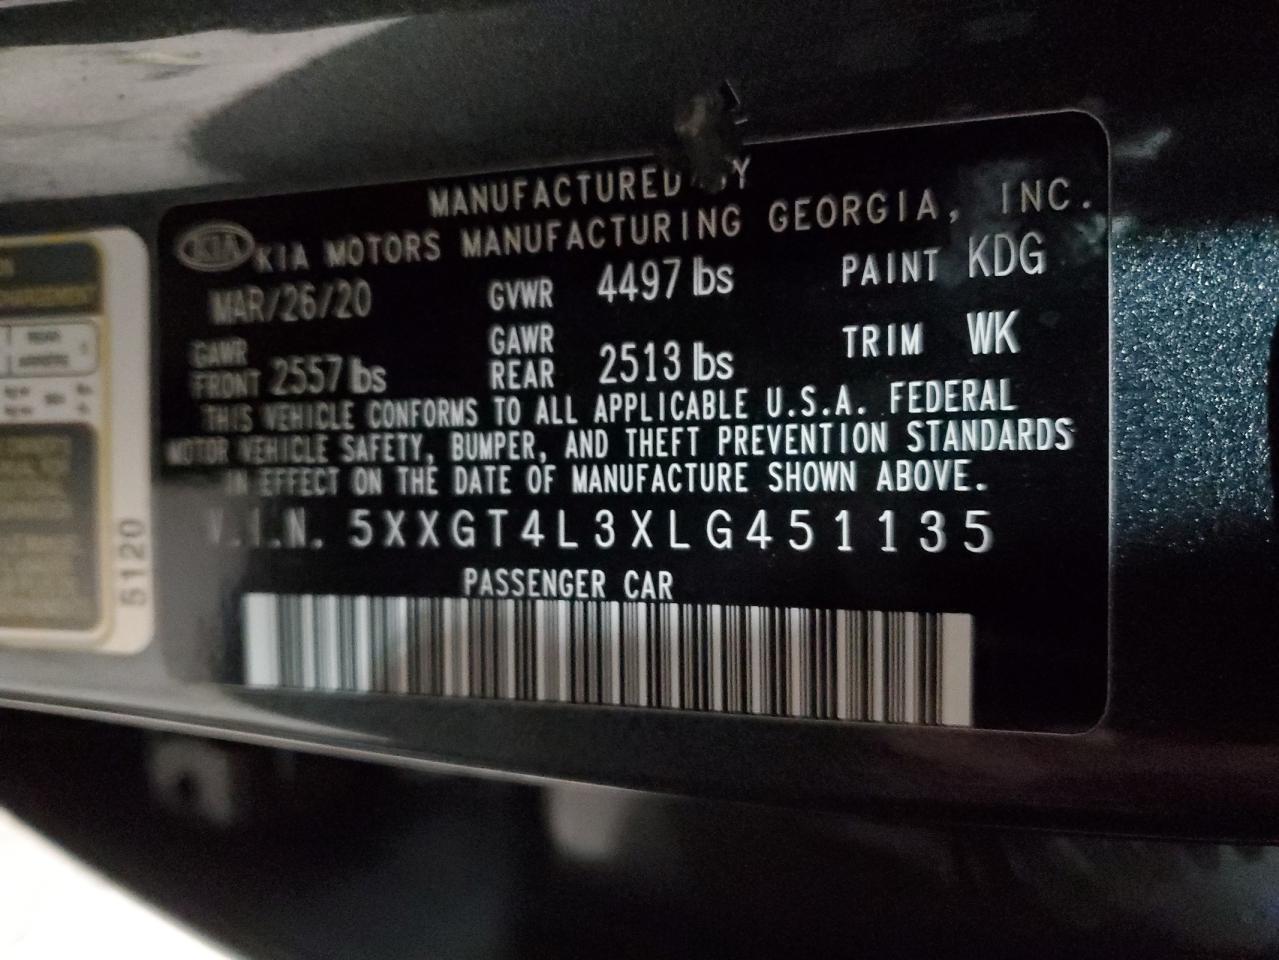 MANUFACTURED BY
KIA KIA MOTORS MANUFACTURING GEORGIA, INC.
MAR/26/20 GVWR 4497 lbs PAINT KDG
GAWR FRONT 2557 lbs GAWR REAR 2513 lbs TRIM WK
THIS VEHICLE CONFORMS TO ALL APPLICABLE U.S.A. FEDERAL
MOTOR VEHICLE SAFETY, BUMPER, AND THEFT PREVENTION STANDARDS
IN EFFECT ON THE DATE OF MANUFACTURE SHOWN ABOVE.
V.I.N. 5XXGT4L3XLG451135
PASSENGER CAR
5120